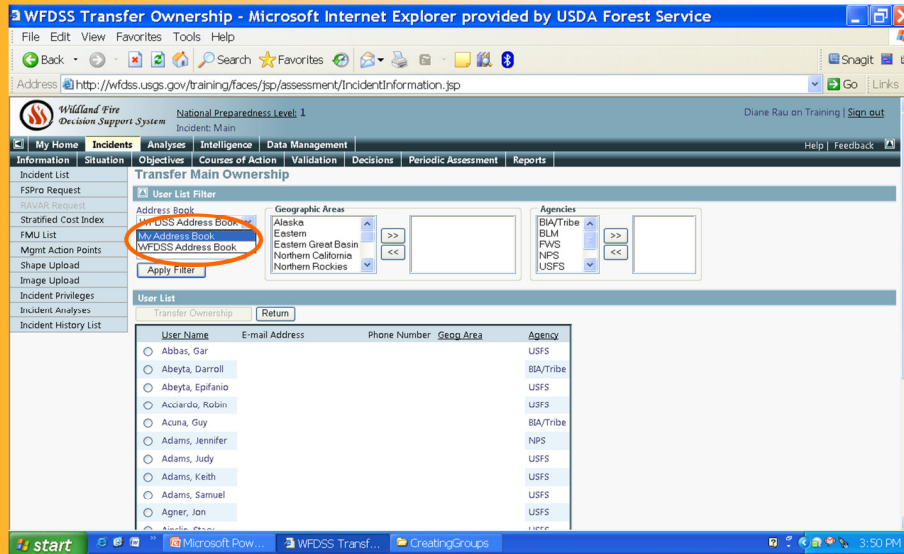 WFDSS Transfer Ownership - Microsoft Internet Explorer provided by USDA Forest Service
File Edit View Favorites Tools Help
Back Search Favorites Snagit
Address http://wfdss.usgs.gov/training/faces/jsp/assessment/IncidentInformation.jsp Go Links
Wildland Fire
Decision Support System
National Preparedness Level: 1
Incident: Main
Diane Rau on Training | Sign out
My Home Incidents Analyses Intelligence Data Management Help | Feedback
Information Situation Objectives Courses of Action Validation Decisions Periodic Assessment Reports
Incident List
FSPro Request
RAVAR Request
Stratified Cost Index
FMU List
Mgmt Action Points
Shape Upload
Image Upload
Incident Privileges
Incident Analyses
Incident History List
Transfer Main Ownership
User List Filter
Address Book
WFDSS Address Book
My Address Book
WFDSS Address Book
Apply Filter
Geographic Areas
Alaska
Eastern
Eastern Great Basin
Northern California
Northern Rockies
>>
<<
Agencies
BIA/Tribe
BLM
FWS
NPS
USFS
>>
<<
User List
Transfer Ownership Return
User Name E-mail Address Phone Number Geog Area Agency
Abbas, Gar USFS
Abeyta, Darroll BIA/Tribe
Abeyta, Epifanio USFS
Acciardo, Robin USFS
Acuna, Guy BIA/Tribe
Adams, Jennifer NPS
Adams, Judy USFS
Adams, Keith USFS
Adams, Samuel USFS
Agner, Jon USFS
start Microsoft Pow... WFDSS Transf... CreatingGroups 3:50 PM